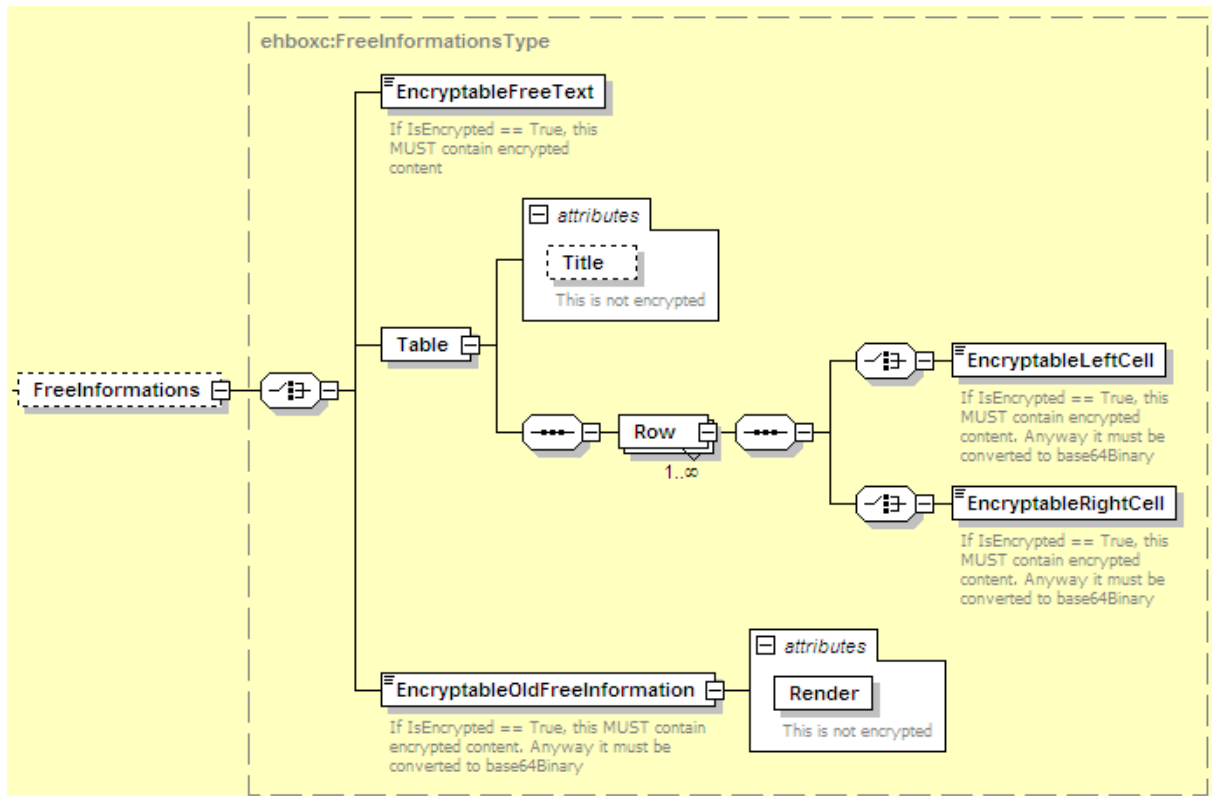 ehboxc:FreeInformationsType
EncryptableFreeText
If IsEncrypted == True, this
MUST contain encrypted
content
attributes
Title
This is not encrypted
Table
FreeInformations
Row
1..∞
EncryptableLeftCell
If IsEncrypted == True, this
MUST contain encrypted
content. Anyway it must be
converted to base64Binary
EncryptableRightCell
If IsEncrypted == True, this
MUST contain encrypted
content. Anyway it must be
converted to base64Binary
EncryptableOldFreeInformation
If IsEncrypted == True, this MUST contain
encrypted content. Anyway it must be
converted to base64Binary
attributes
Render
This is not encrypted